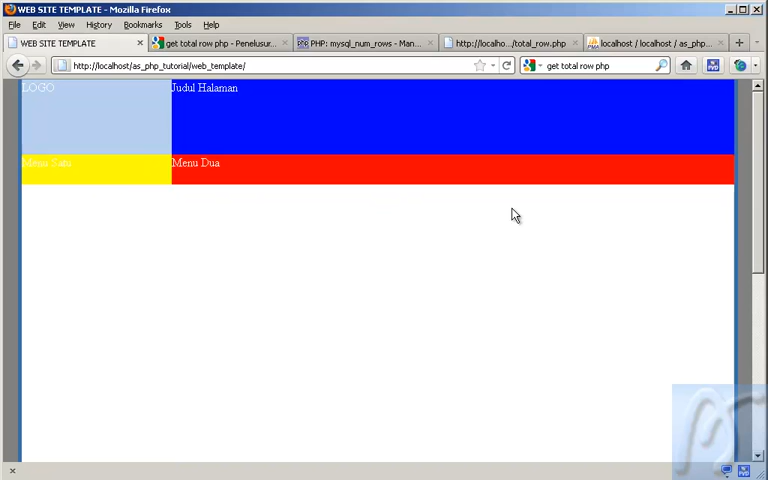 WEB SITE TEMPLATE - Mozilla Firefox
File Edit View History Bookmarks Tools Help
WEB SITE TEMPLATE
get total row php - Penelusur...
PHP: mysql_num_rows - Man...
http://localho.../total_row.php
localhost / localhost / as_php...
http://localhost/as_php_tutorial/web_template/
get total row php
LOGO
Judul Halaman
Menu Satu
Menu Dua